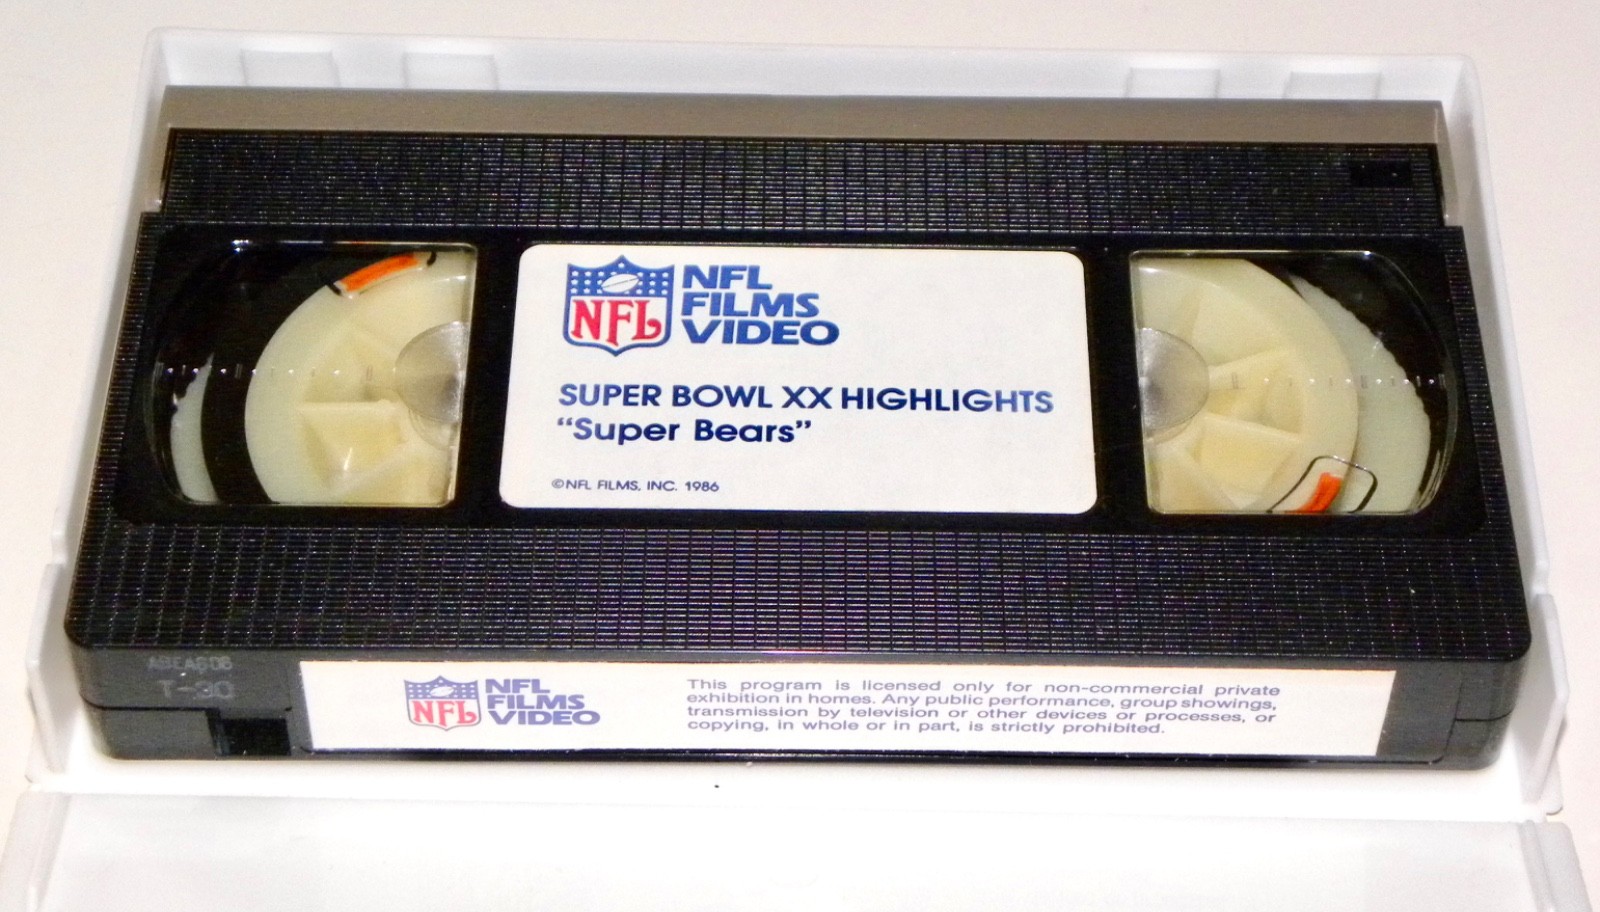 NFL
NFL
FILMS
VIDEO
SUPER BOWL XX HIGHLIGHTS
“Super Bears”
©NFL FILMS, INC. 1986
T-30
NFL
NFL
FILMS
VIDEO
This program is licensed only for non-commercial private
exhibition in homes. Any public performance, group showings,
transmission by television or other devices or processes, or
copying, in whole or in part, is strictly prohibited.